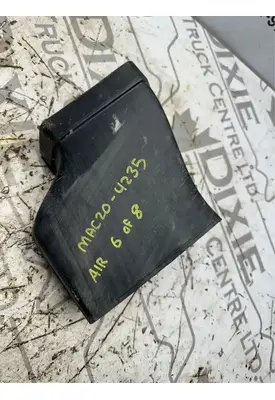 DIXIE
TRUCK CENTRE LTD
MAC20-4235
AIR 6 of 8
DIXIE
TRUCK CENTRE LTD